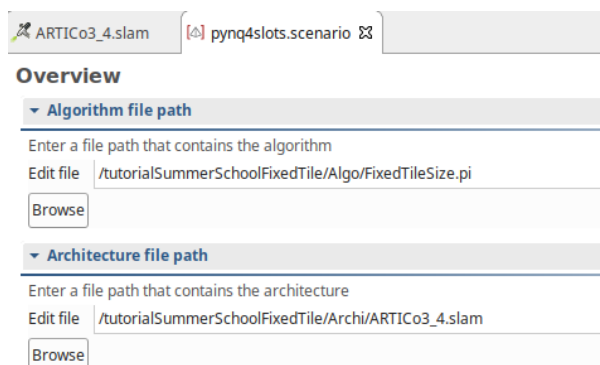 ARTICo3_4.slam
pynq4slots.scenario
Overview
Algorithm file path
Enter a file path that contains the algorithm
Edit file /tutorialSummerSchoolFixedTile/Algo/FixedTileSize.pi
Browse
Architecture file path
Enter a file path that contains the architecture
Edit file /tutorialSummerSchoolFixedTile/Archi/ARTICo3_4.slam
Browse